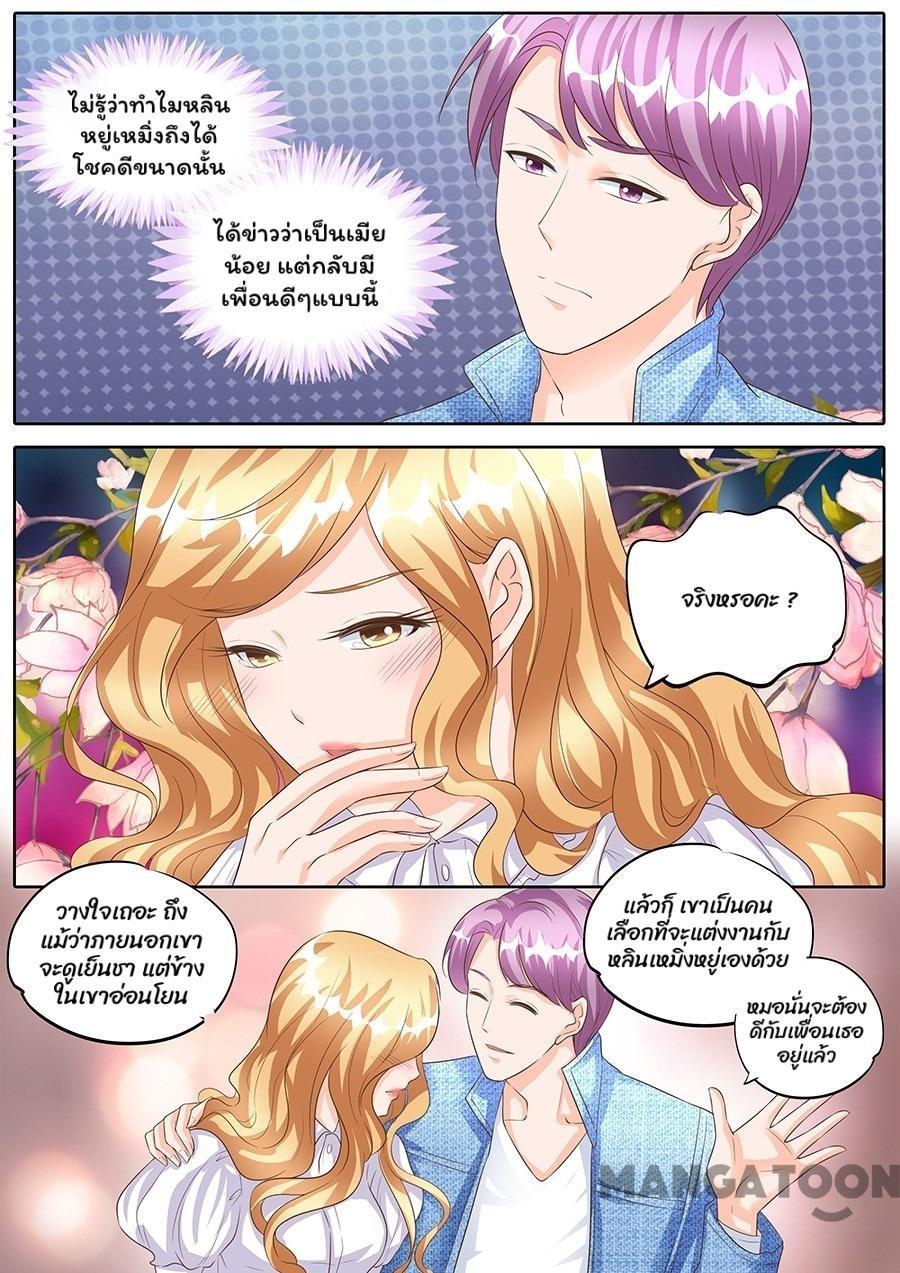 ไม่รู้ว่าทำไมหลิน
หยู่เหมิ่งถึงได้
โชคดีขนาดนั้น
ได้ข่าวว่าเป็นเมีย
น้อย แต่กลับมี
เพื่อนดีๆแบบนี้
จริงหรอคะ ?
วางใจเถอะ ถึง
แม้ว่าภายนอกเขา
จะดูเย็นชา แต่ข้าง
ในเขาอ่อนโยน
แล้วก็ เขาเป็นคน
เลือกที่จะแต่งงานกับ
หลินเหมิ่งหยู่เองด้วย
หมอนั่นจะต้อง
ดีกับเพื่อนเธอ
อยู่แล้ว
MANGATOON